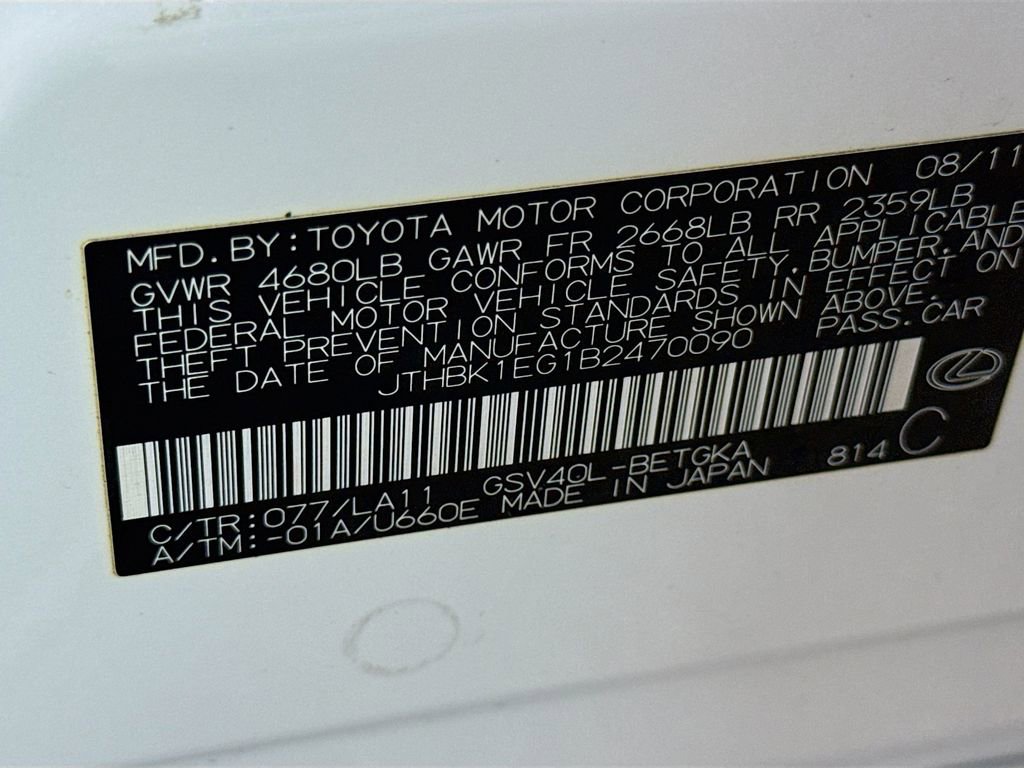 MFD. BY: TOYOTA MOTOR CORPORATION 08/11
GVWR 4680LB GAWR FR 2668LB RR 2359LB
THIS VEHICLE CONFORMS TO ALL APPLICABLE
FEDERAL MOTOR VEHICLE SAFETY, BUMPER, AND
THEFT PREVENTION STANDARDS IN EFFECT ON
THE DATE OF MANUFACTURE SHOWN ABOVE.
JTHBK1EG1B2470090 PASS. CAR
C/TR: 077/LA11 GSV40L-BETGKA
A/TM: -01A/U660E MADE IN JAPAN 814 C